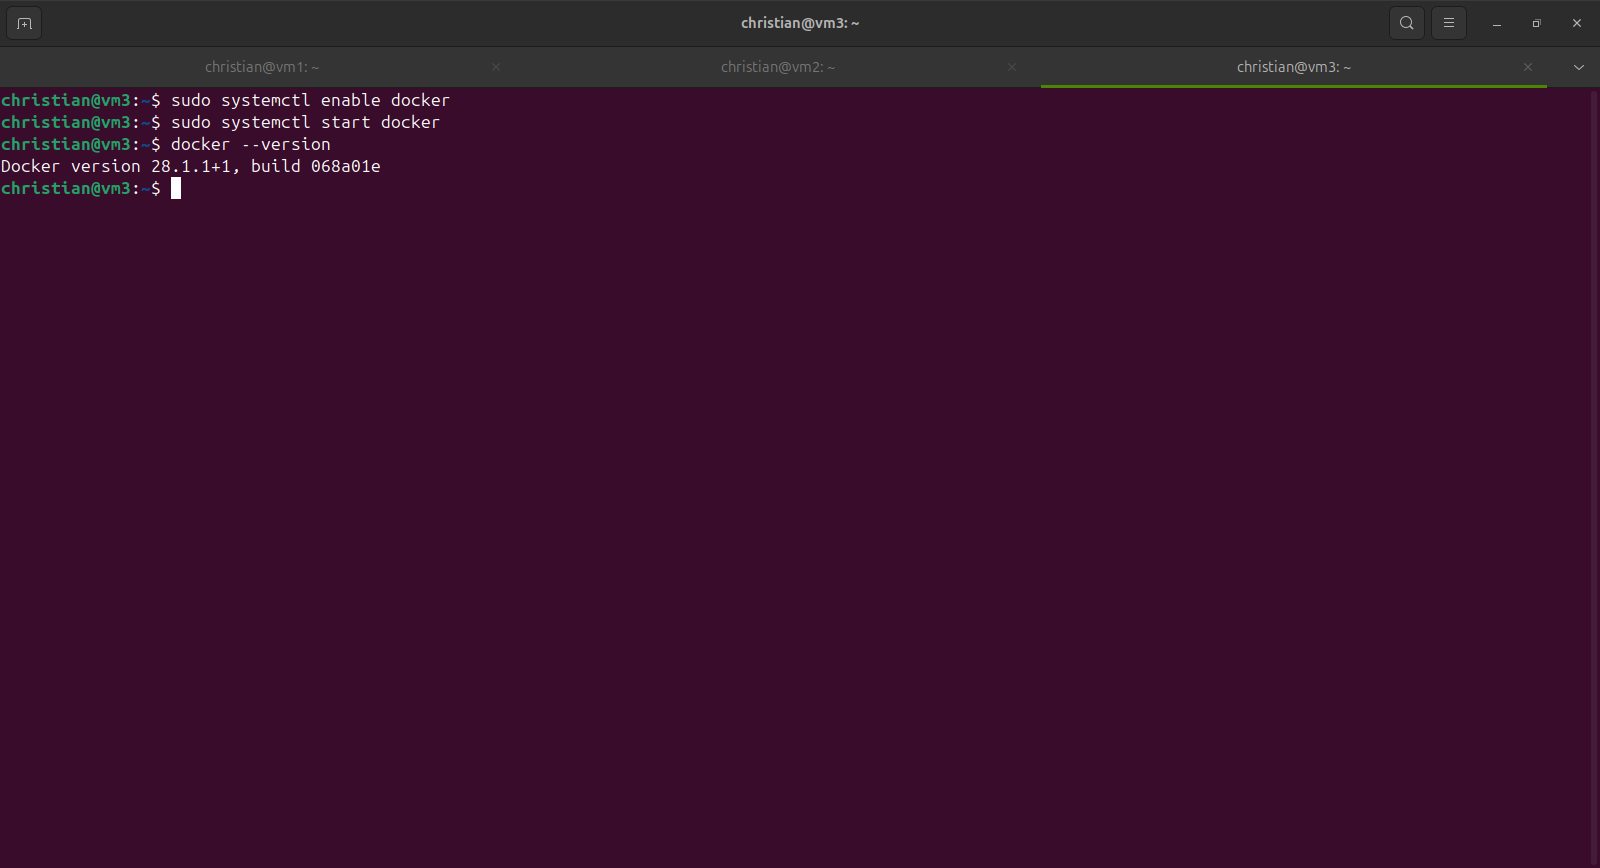 christian@vm3: ~
christian@vm1: ~
christian@vm2: ~
christian@vm3: ~
christian@vm3:~$ sudo systemctl enable docker
christian@vm3:~$ sudo systemctl start docker
christian@vm3:~$ docker --version
Docker version 28.1.1+1, build 068a01e
christian@vm3:~$